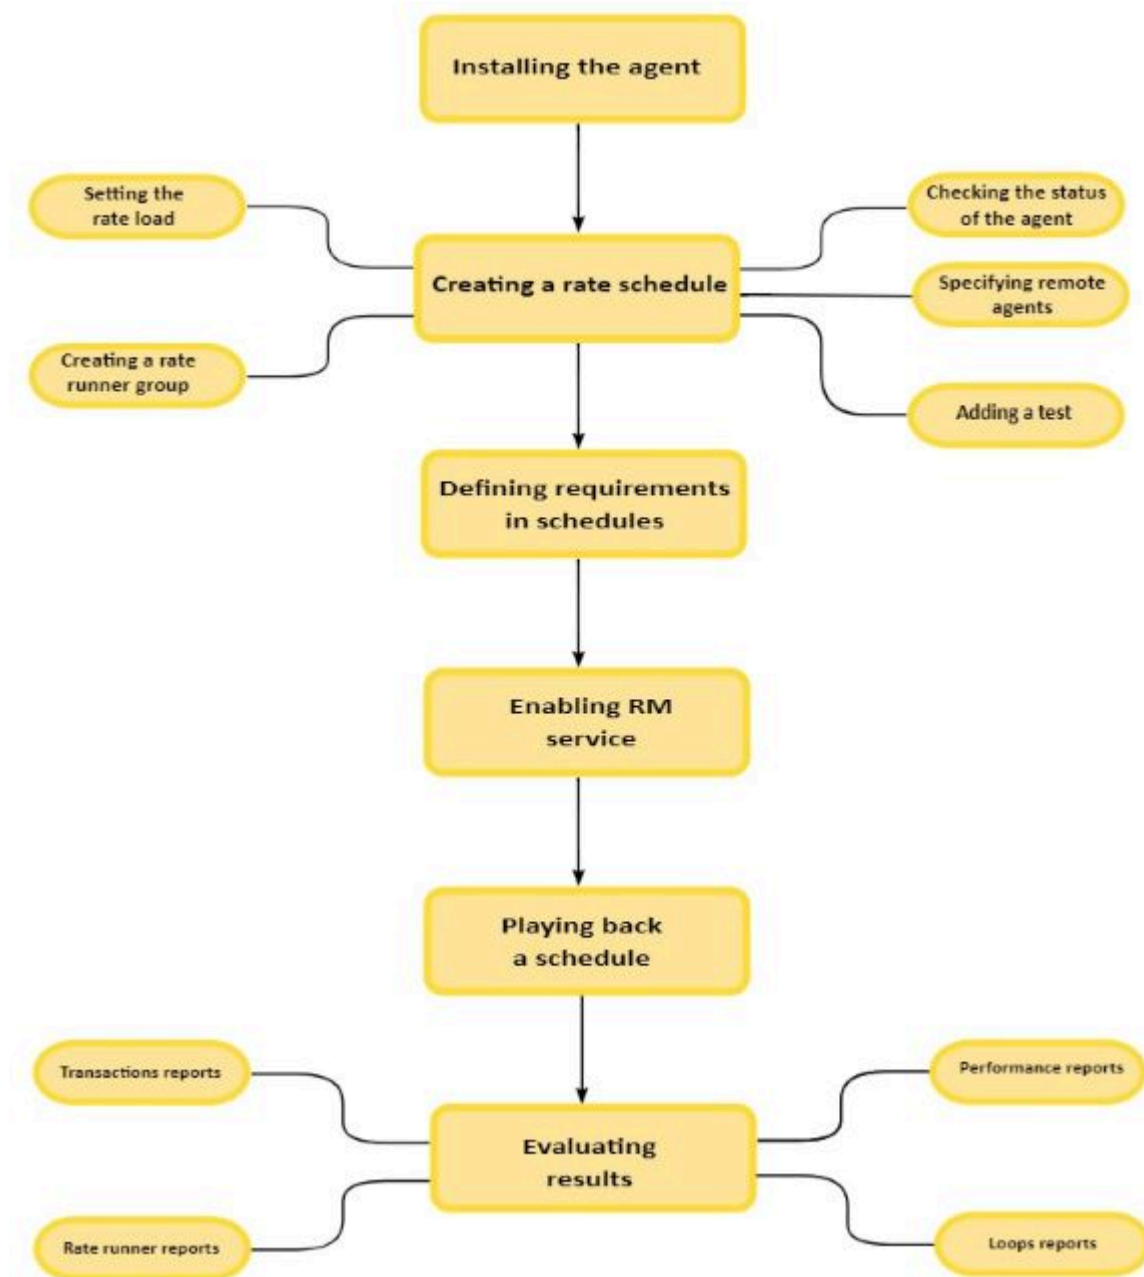 Installing the agent
Setting the
rate load
Checking the status
of the agent
Creating a rate schedule
Specifying remote
agents
Creating a rate
runner group
Adding a test
Defining requirements
in schedules
Enabling RM
service
Playing back
a schedule
Transactions reports
Performance reports
Evaluating
results
Rate runner reports
Loops reports